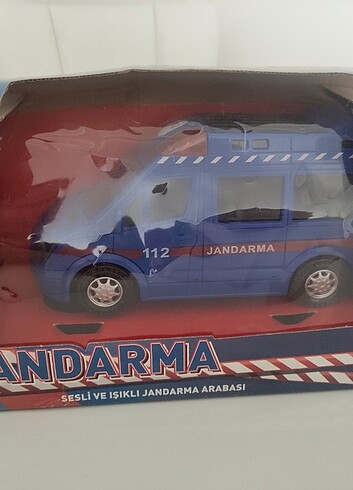 112 JANDARMA
ANDARMA
SESLİ VE IŞIKLI JANDARMA ARABASI